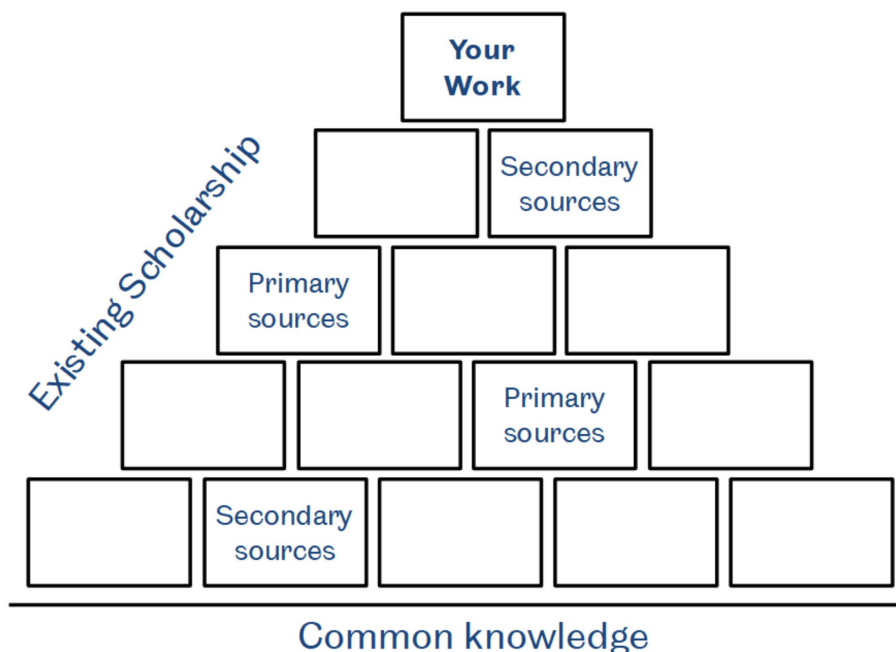 Your
Work
Secondary
sources
Existing Scholarship
Primary
sources
Primary
sources
Secondary
sources
Common knowledge